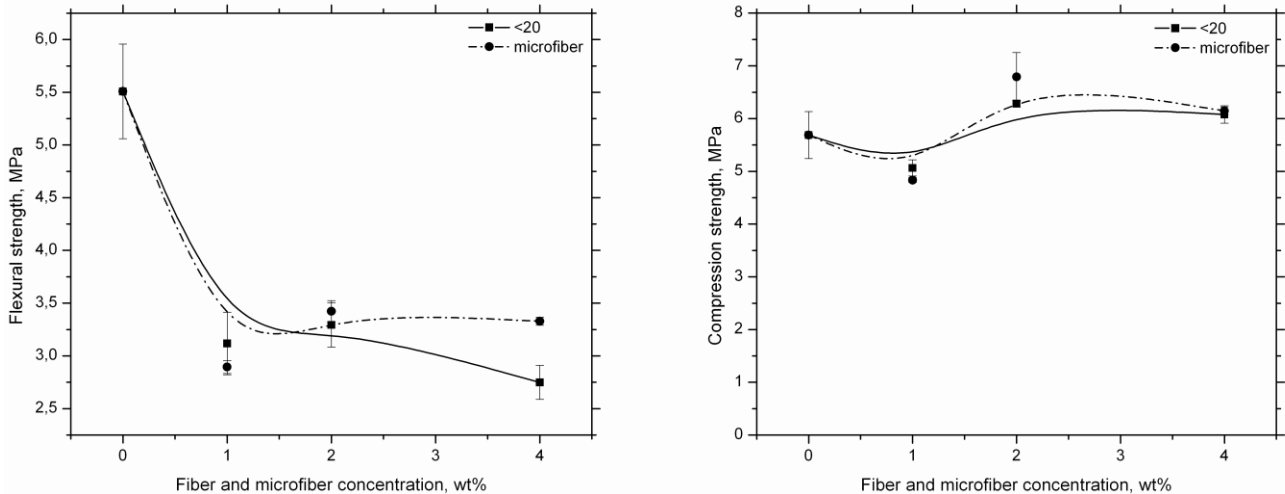 6,0
5,5
5,0
4,5
4,0
3,5
3,0
2,5
Flexural strength, MPa
<20
microfiber
0 1 2 3 4
Fiber and microfiber concentration, wt%
8
7
6
5
4
3
2
1
0
Compression strength, MPa
<20
microfiber
0 1 2 3 4
Fiber and microfiber concentration, wt%